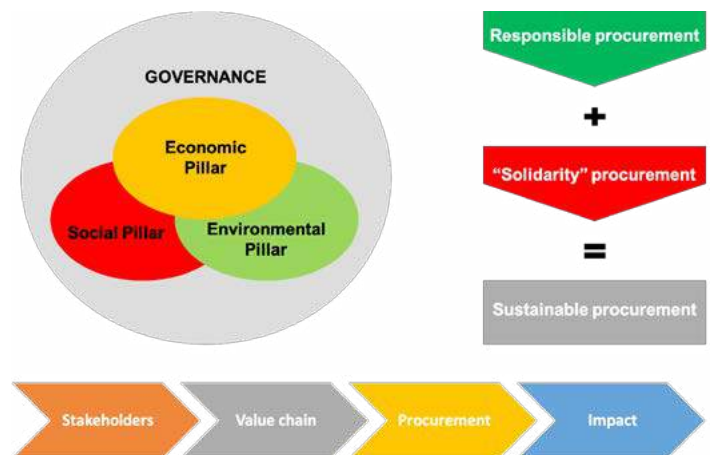 GOVERNANCE
Economic
Pillar
Social Pillar
Environmental
Pillar
Responsible procurement
+
“Solidarity” procurement
=
Sustainable procurement
Stakeholders
Value chain
Procurement
Impact